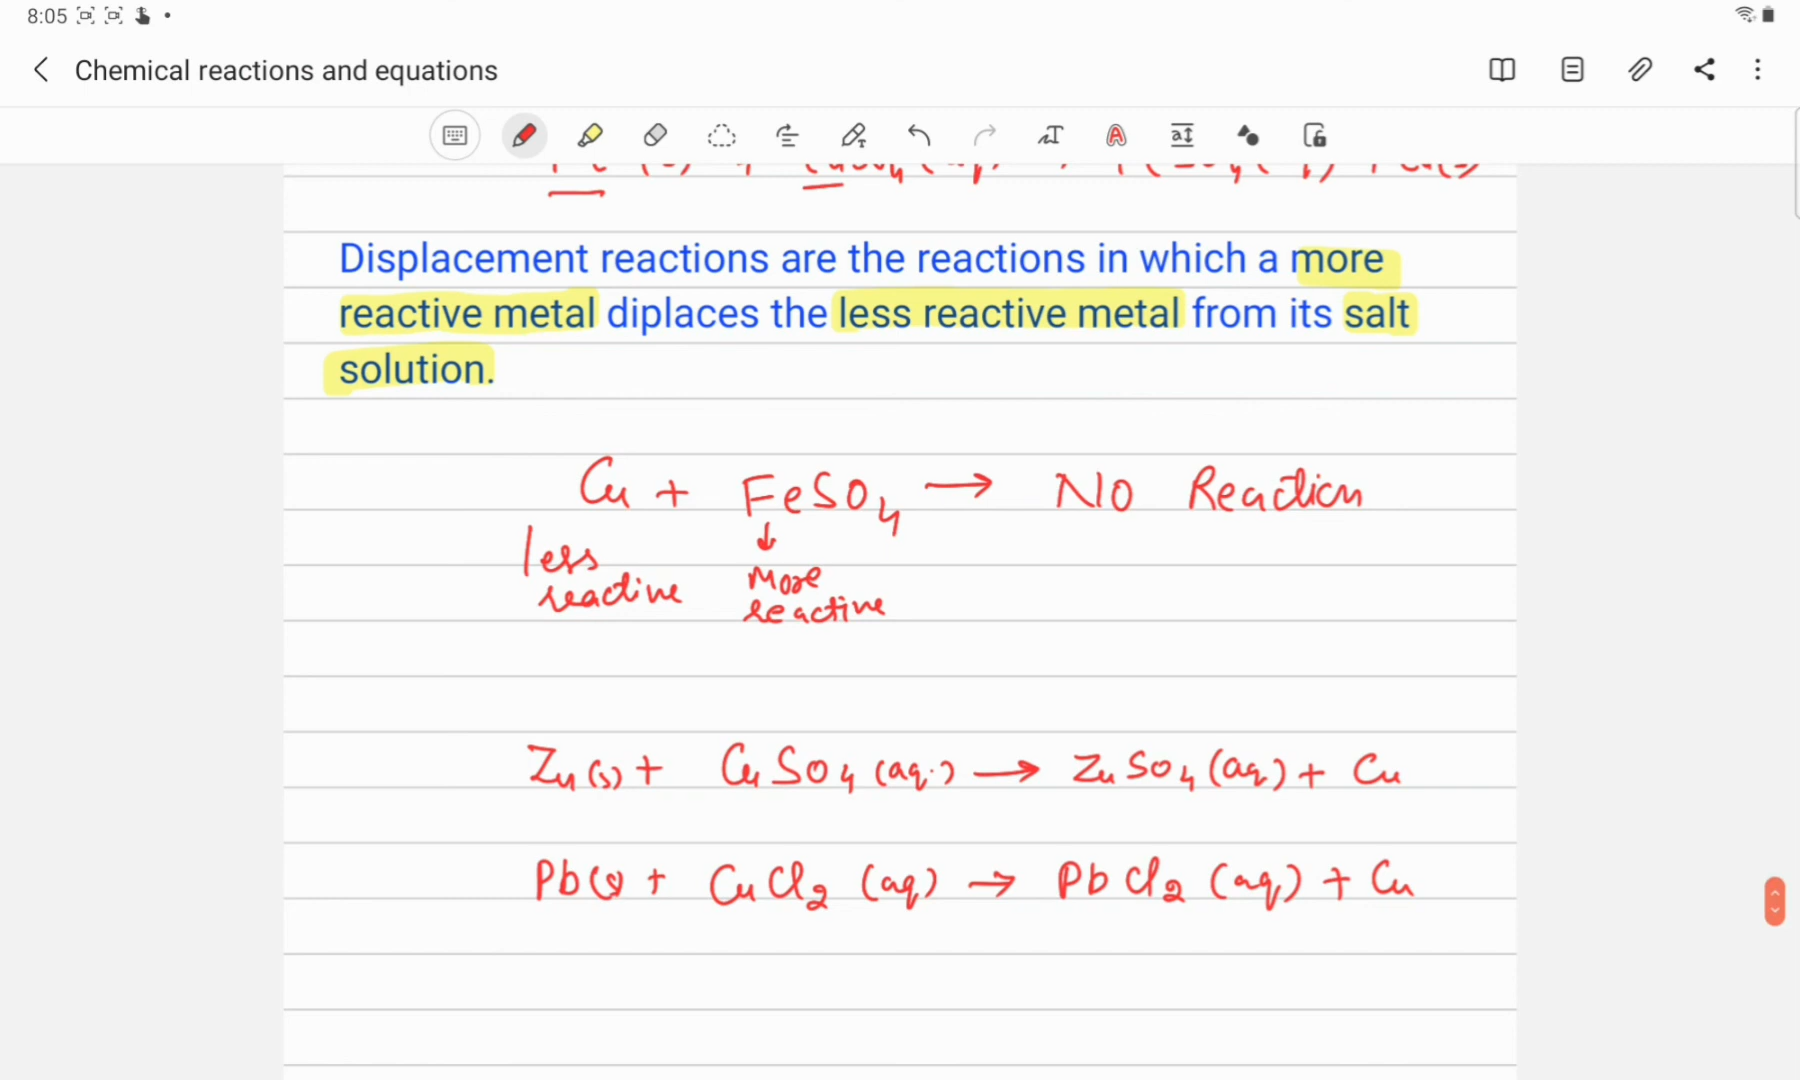 8:05
Chemical reactions and equations
Displacement reactions are the reactions in which a more
reactive metal diplaces the less reactive metal from its salt
solution.
Cu + FeSO4 → NO Reaction
↓
less
reactive
More
reactive
Zn(s) + CuSO4 (aq.) → ZnSO4 (aq) + Cu
Pb(s) + CuCl2 (aq) → PbCl2 (aq) + Cu